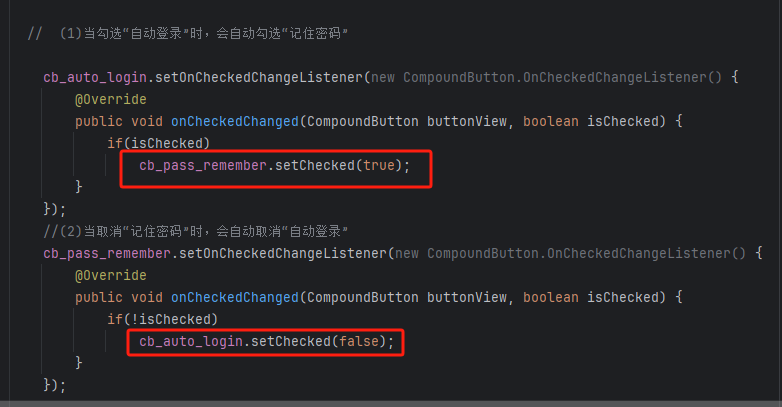 //  (1)当勾选“自动登录”时，会自动勾选“记住密码”
cb_auto_login.setOnCheckedChangeListener(new CompoundButton.OnCheckedChangeListener() {
@Override
public void onCheckedChanged(CompoundButton buttonView, boolean isChecked) {
if(isChecked)
cb_pass_remember.setChecked(true);
}
});
//(2)当取消“记住密码”时，会自动取消“自动登录”
cb_pass_remember.setOnCheckedChangeListener(new CompoundButton.OnCheckedChangeListener() {
@Override
public void onCheckedChanged(CompoundButton buttonView, boolean isChecked) {
if(!isChecked)
cb_auto_login.setChecked(false);
}
});